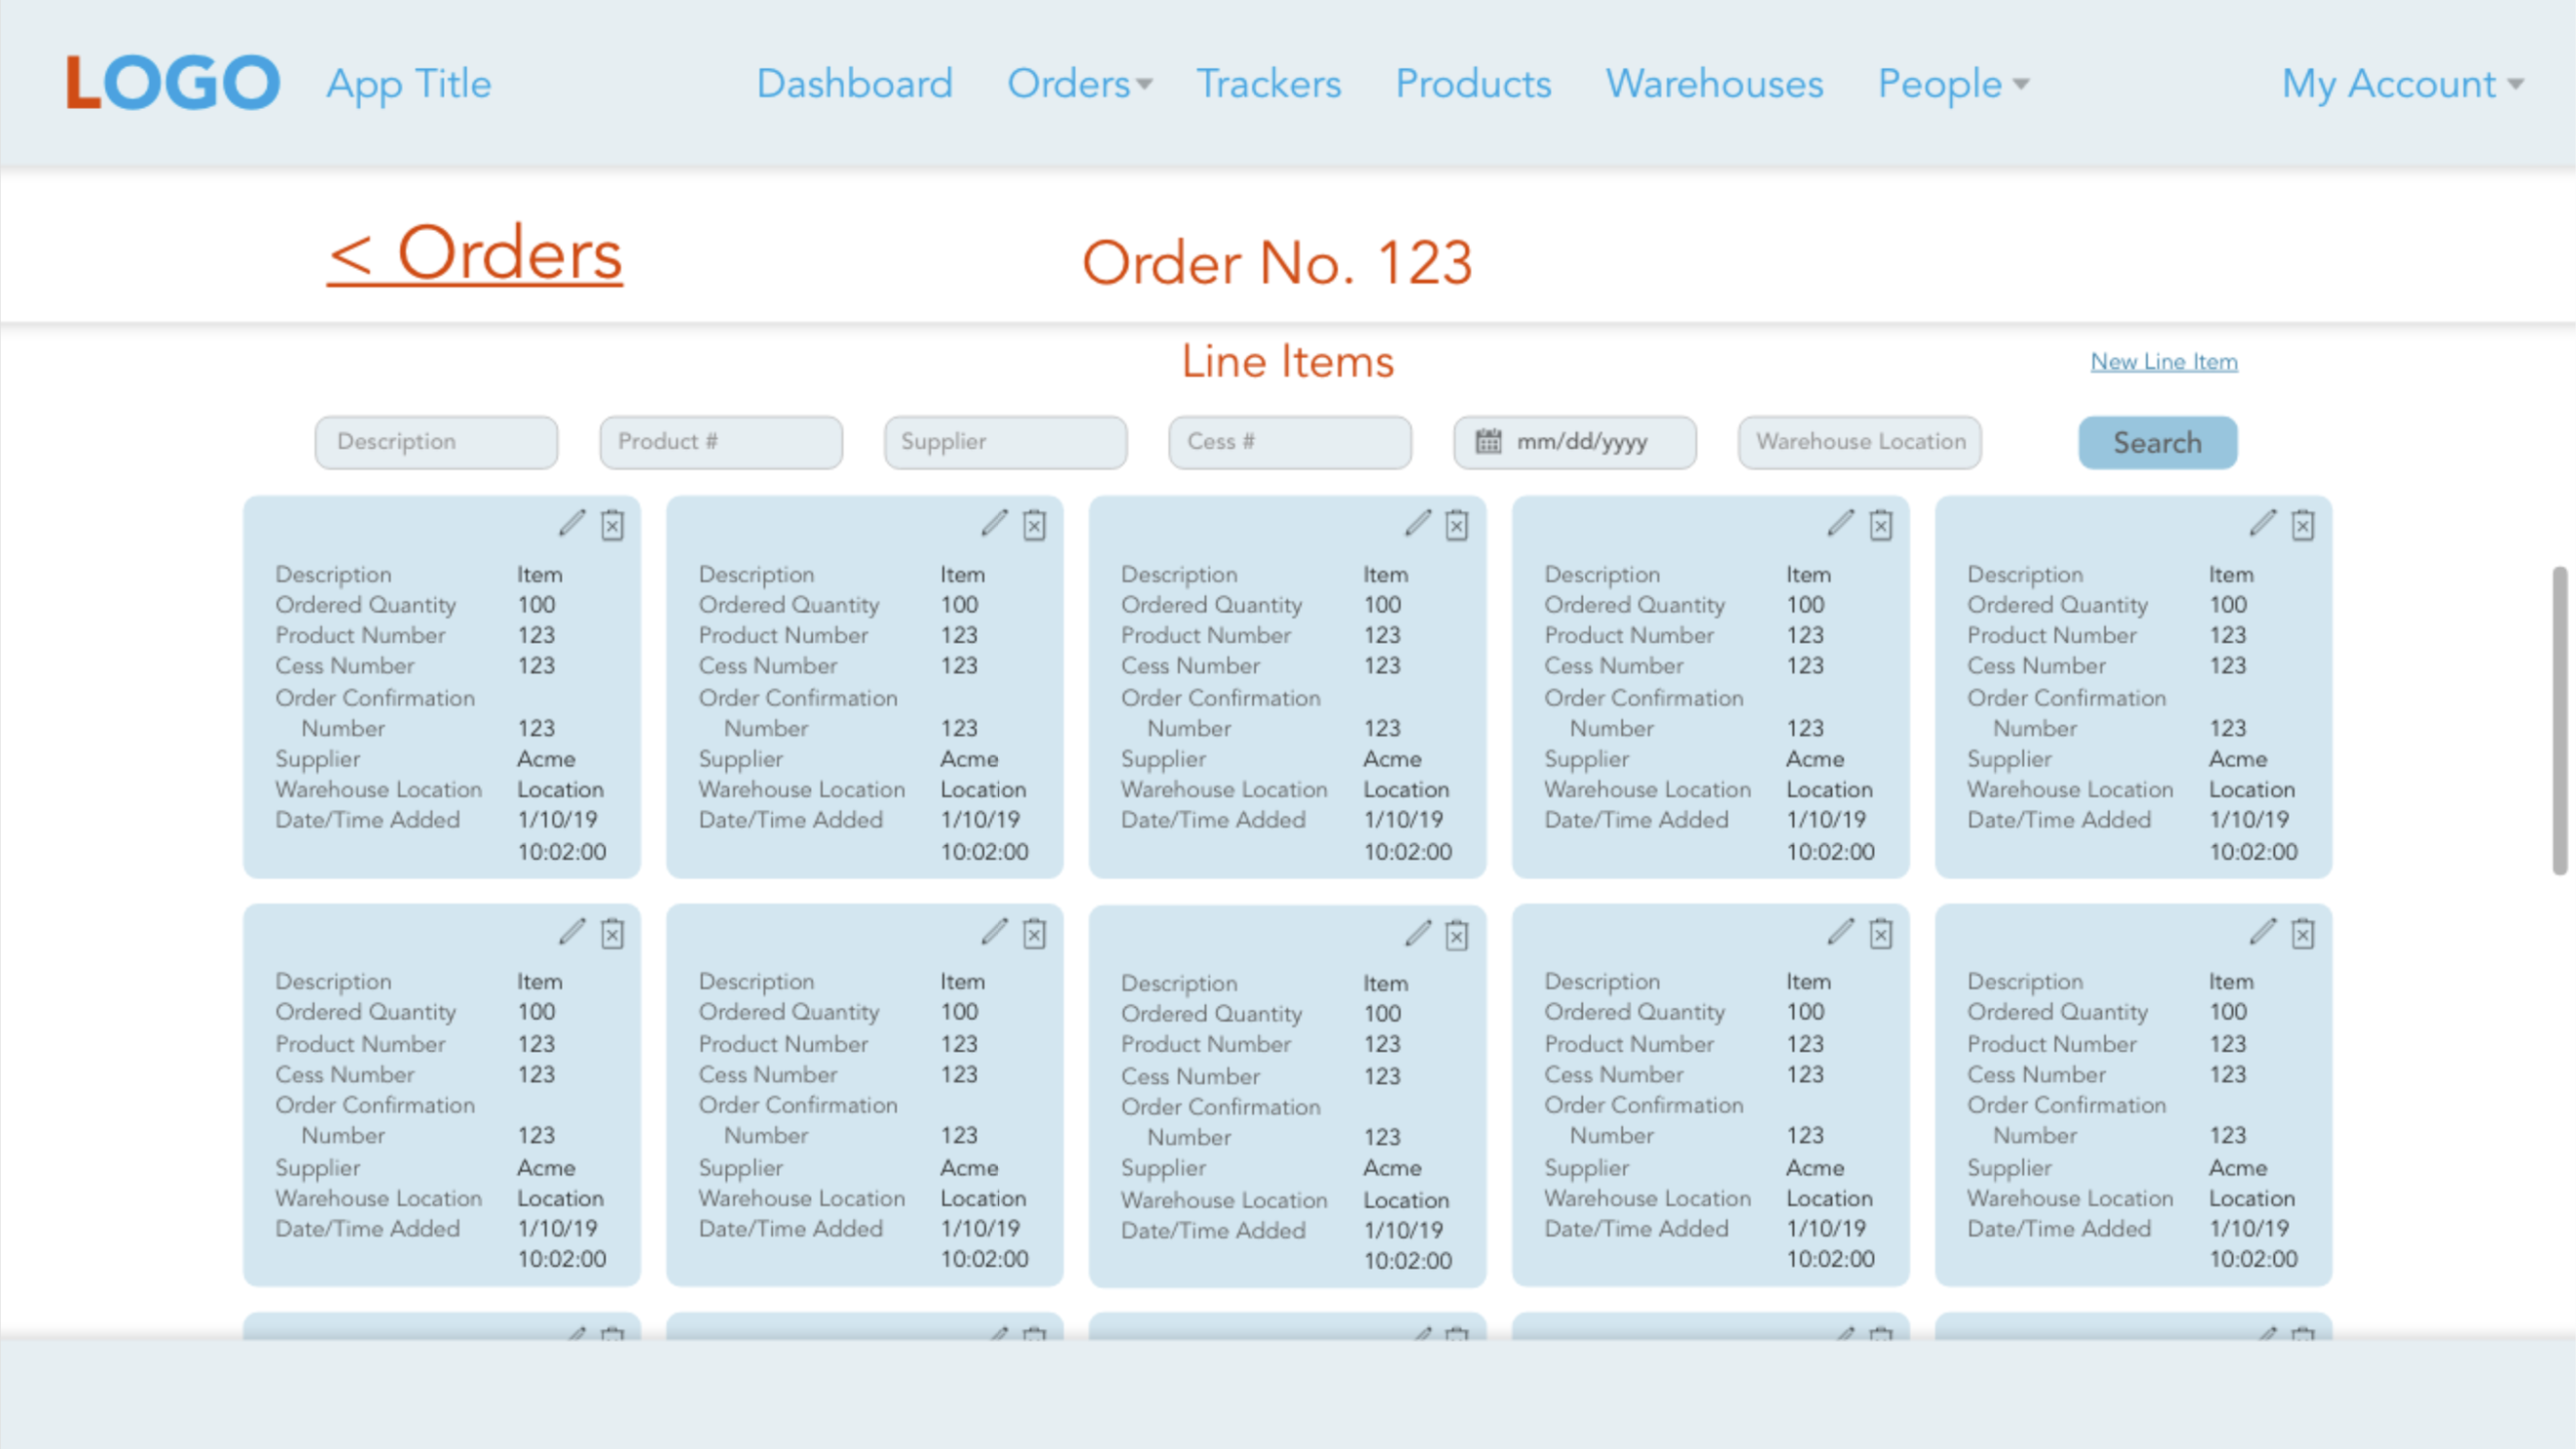 LOGO App Title Dashboard Orders Trackers Products Warehouses People My Account
< Orders Order No. 123
Line Items New Line Item
Description Product # Supplier Cess # mm/dd/yyyy Warehouse Location Search
Description Item Description Item Description Item Description Item Description Item
Ordered Quantity 100 Ordered Quantity 100 Ordered Quantity 100 Ordered Quantity 100 Ordered Quantity 100
Product Number 123 Product Number 123 Product Number 123 Product Number 123 Product Number 123
Cess Number 123 Cess Number 123 Cess Number 123 Cess Number 123 Cess Number 123
Order Confirmation Order Confirmation Order Confirmation Order Confirmation Order Confirmation
Number 123 Number 123 Number 123 Number 123 Number 123
Supplier Acme Supplier Acme Supplier Acme Supplier Acme Supplier Acme
Warehouse Location Location Warehouse Location Location Warehouse Location Location Warehouse Location Location Warehouse Location Location
Date/Time Added 1/10/19 Date/Time Added 1/10/19 Date/Time Added 1/10/19 Date/Time Added 1/10/19 Date/Time Added 1/10/19
10:02:00 10:02:00 10:02:00 10:02:00 10:02:00
Description Item Description Item Description Item Description Item Description Item
Ordered Quantity 100 Ordered Quantity 100 Ordered Quantity 100 Ordered Quantity 100 Ordered Quantity 100
Product Number 123 Product Number 123 Product Number 123 Product Number 123 Product Number 123
Cess Number 123 Cess Number 123 Cess Number 123 Cess Number 123 Cess Number 123
Order Confirmation Order Confirmation Order Confirmation Order Confirmation Order Confirmation
Number 123 Number 123 Number 123 Number 123 Number 123
Supplier Acme Supplier Acme Supplier Acme Supplier Acme Supplier Acme
Warehouse Location Location Warehouse Location Location Warehouse Location Location Warehouse Location Location Warehouse Location Location
Date/Time Added 1/10/19 Date/Time Added 1/10/19 Date/Time Added 1/10/19 Date/Time Added 1/10/19 Date/Time Added 1/10/19
10:02:00 10:02:00 10:02:00 10:02:00 10:02:00